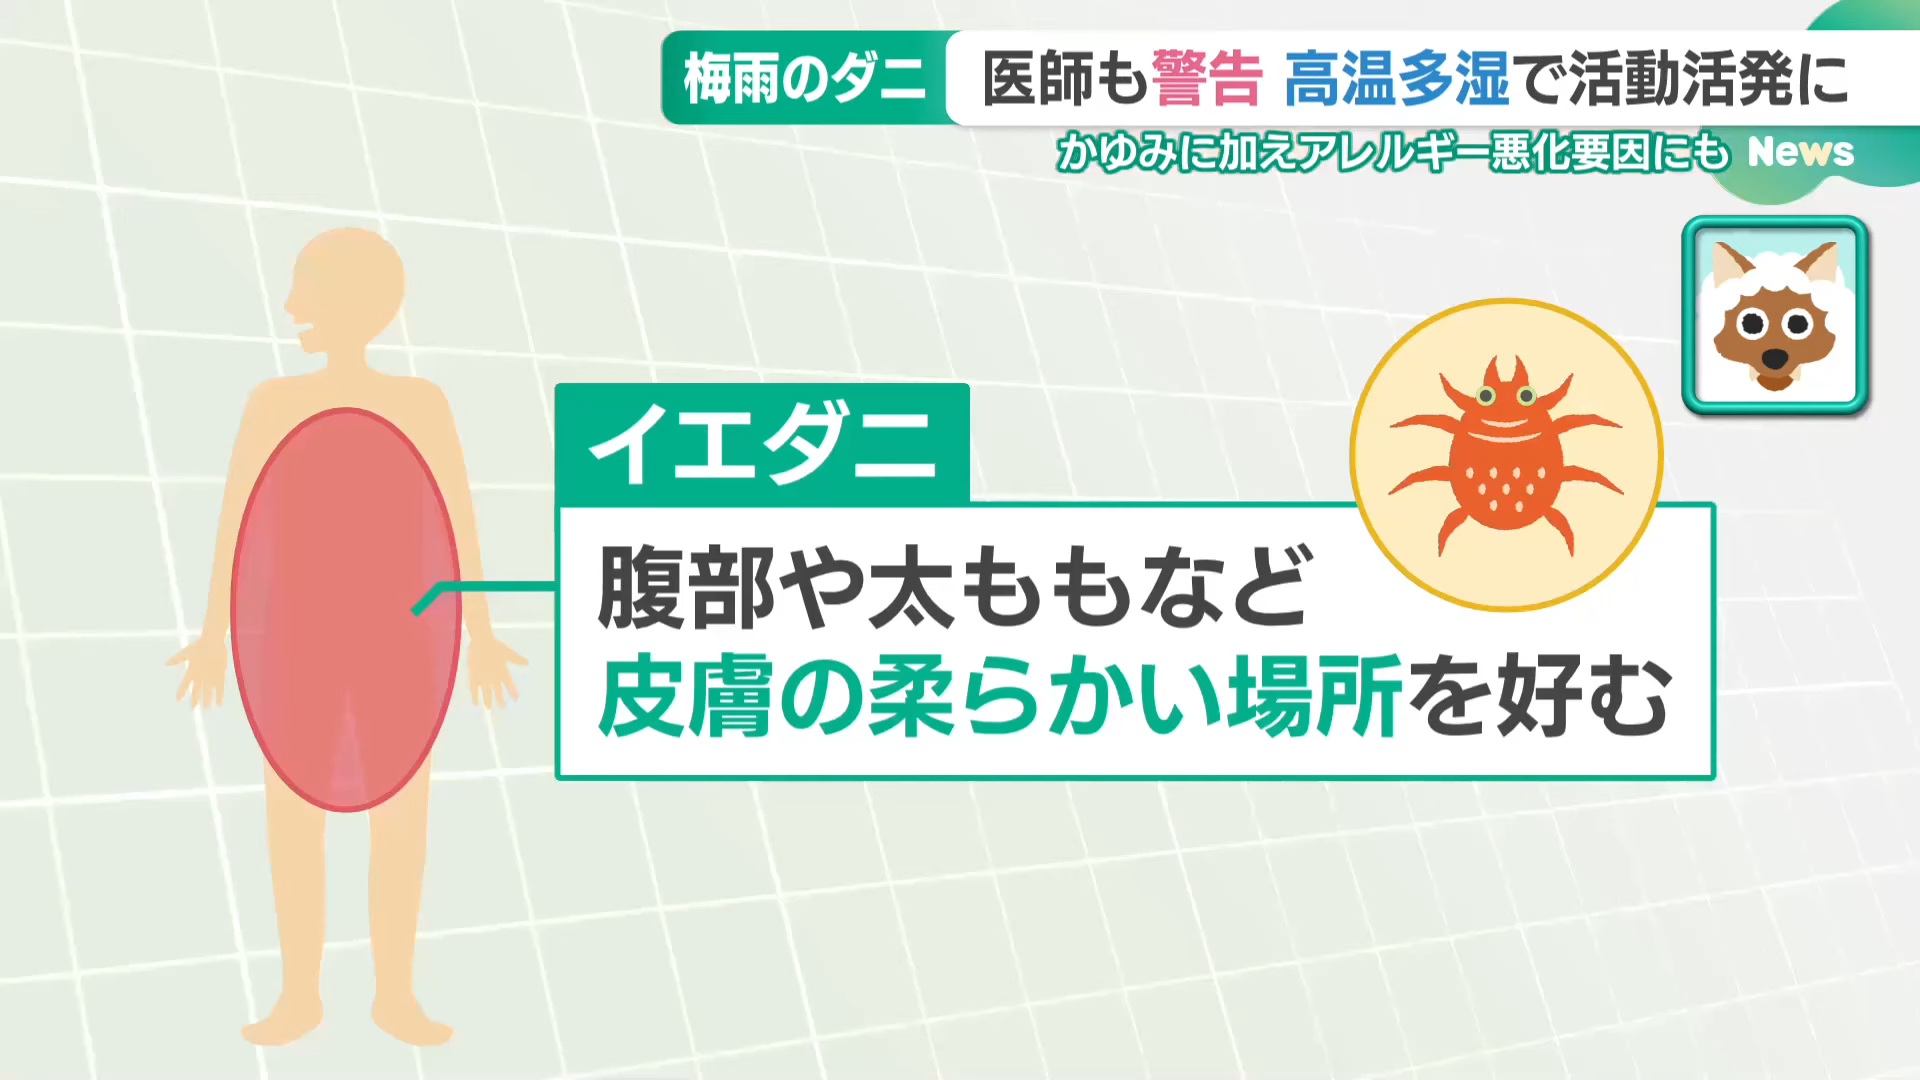 梅雨のダニ
医師も警告 高温多湿で活動活発に
かゆみに加えアレルギー悪化要因にも
News
イエダニ
腹部や太ももなど
皮膚の柔らかい場所を好む